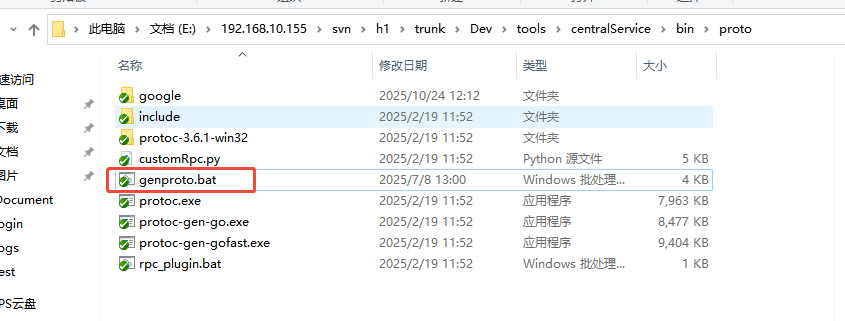 此电脑 › 文档 (E:) › 192.168.10.155 › svn › h1 › trunk › Dev › tools › centralService › bin › proto
名称 修改日期 类型 大小
速访问 google 2025/10/24 12:12 文件夹
桌面 include 2025/2/19 11:52 文件夹
下载 protoc-3.6.1-win32 2025/2/19 11:52 文件夹
文档 customRpc.py 2025/2/19 11:52 Python 源文件 5 KB
图片 genproto.bat 2025/7/8 13:00 Windows 批处理... 4 KB
Document protoc.exe 2025/2/19 11:52 应用程序 7,963 KB
ogin protoc-gen-go.exe 2025/2/19 11:52 应用程序 8,477 KB
ogs protoc-gen-gofast.exe 2025/2/19 11:52 应用程序 9,404 KB
est rpc_plugin.bat 2025/2/19 11:52 Windows 批处理... 1 KB
PS云盘